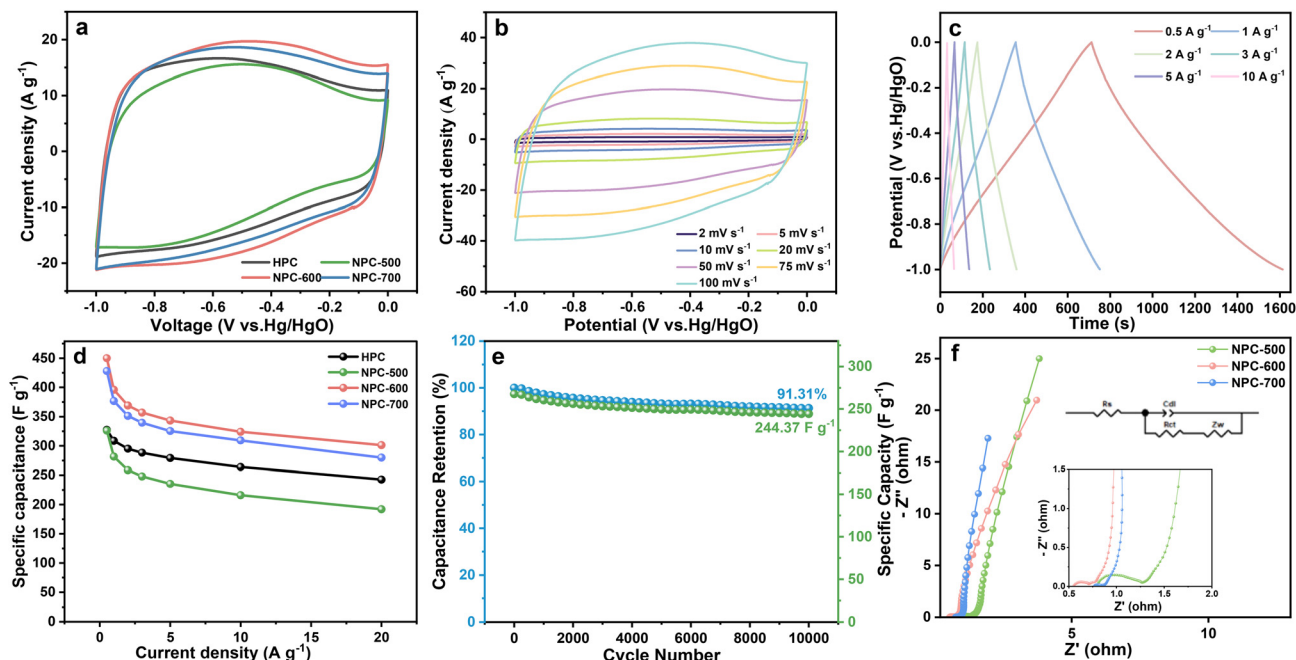 a
20
10
0
-10
-20
Current density (A g⁻¹)
HPC NPC-500
NPC-600 NPC-700
-1.0 -0.8 -0.6 -0.4 -0.2 0.0
Voltage (V vs.Hg/HgO)
b
60
40
20
0
-20
-40
-60
Current density (A g⁻¹)
2 mV s⁻¹ 5 mV s⁻¹
10 mV s⁻¹ 20 mV s⁻¹
50 mV s⁻¹ 75 mV s⁻¹
100 mV s⁻¹
-1.0 -0.8 -0.6 -0.4 -0.2 0.0
Potential (V vs.Hg/HgO)
c
0.0
-0.2
-0.4
-0.6
-0.8
-1.0
Potential (V vs.Hg/HgO)
0.5 A g⁻¹ 1 A g⁻¹
2 A g⁻¹ 3 A g⁻¹
5 A g⁻¹ 10 A g⁻¹
0 200 400 600 800 1000 1200 1400 1600
Time (s)
d
450
400
350
300
250
200
150
100
50
0
Specific capacitance (F g⁻¹)
HPC
NPC-500
NPC-600
NPC-700
0 5 10 15 20
Current density (A g⁻¹)
e
120
100
80
60
40
20
0
Capacitance Retention (%)
91.31%
244.37 F g⁻¹
300
250
200
150
100
50
0
Specific Capacity (F g⁻¹)
0 2000 4000 6000 8000 10000
Cycle Number
f
25
20
15
10
5
0
- Z'' (ohm)
NPC-500
NPC-600
NPC-700
Rs
Cdl
Rct
Zw
1.5
1.0
0.5
0.0
- Z'' (ohm)
0.5 1.0 1.5 2.0
Z' (ohm)
5 10
Z' (ohm)